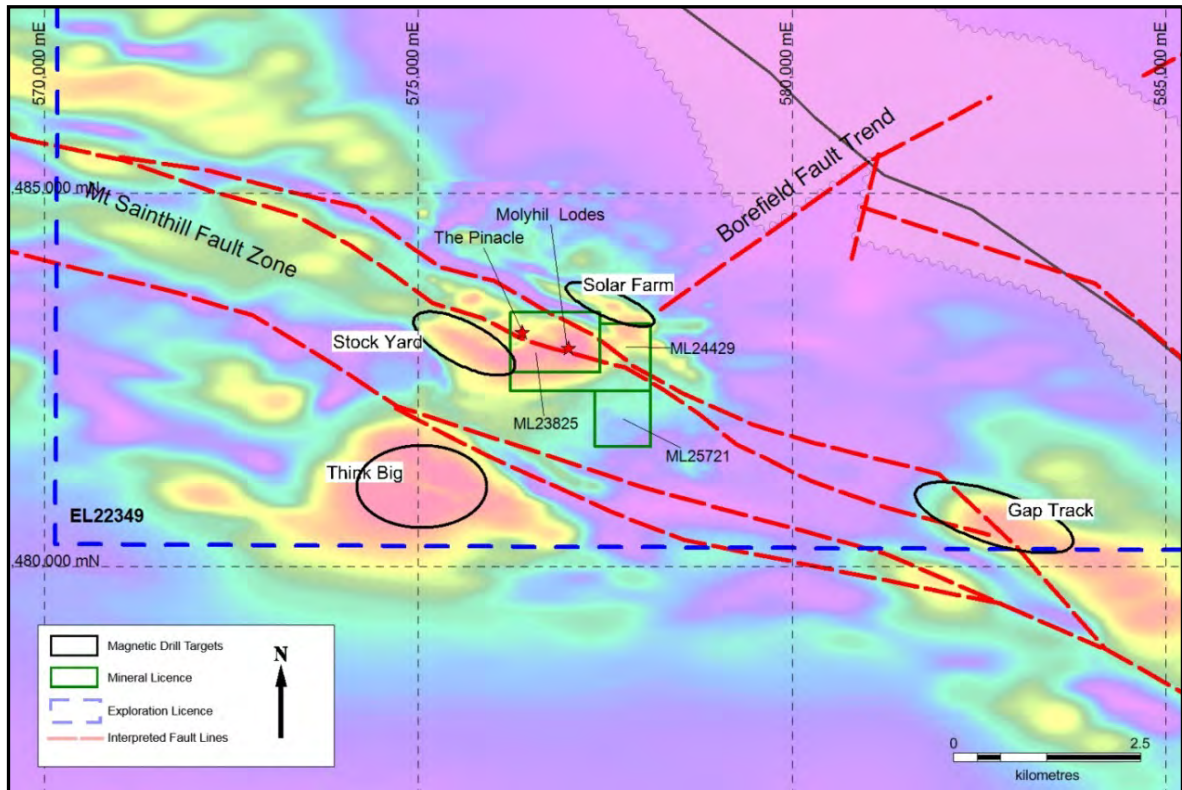 570,000 mE
575,000 mE
580,000 mE
585,000 mE
485,000 mN
Mt Sainthill Fault Zone
Borefield Fault Trend
Molyhil Lodes
The Pinacle
Solar Farm
Stock Yard
ML24429
ML23825
ML25721
Think Big
Gap Track
EL22349
480,000 mN
Magnetic Drill Targets
Mineral Licence
Exploration Licence
Interpreted Fault Lines
N
0 2.5
kilometres